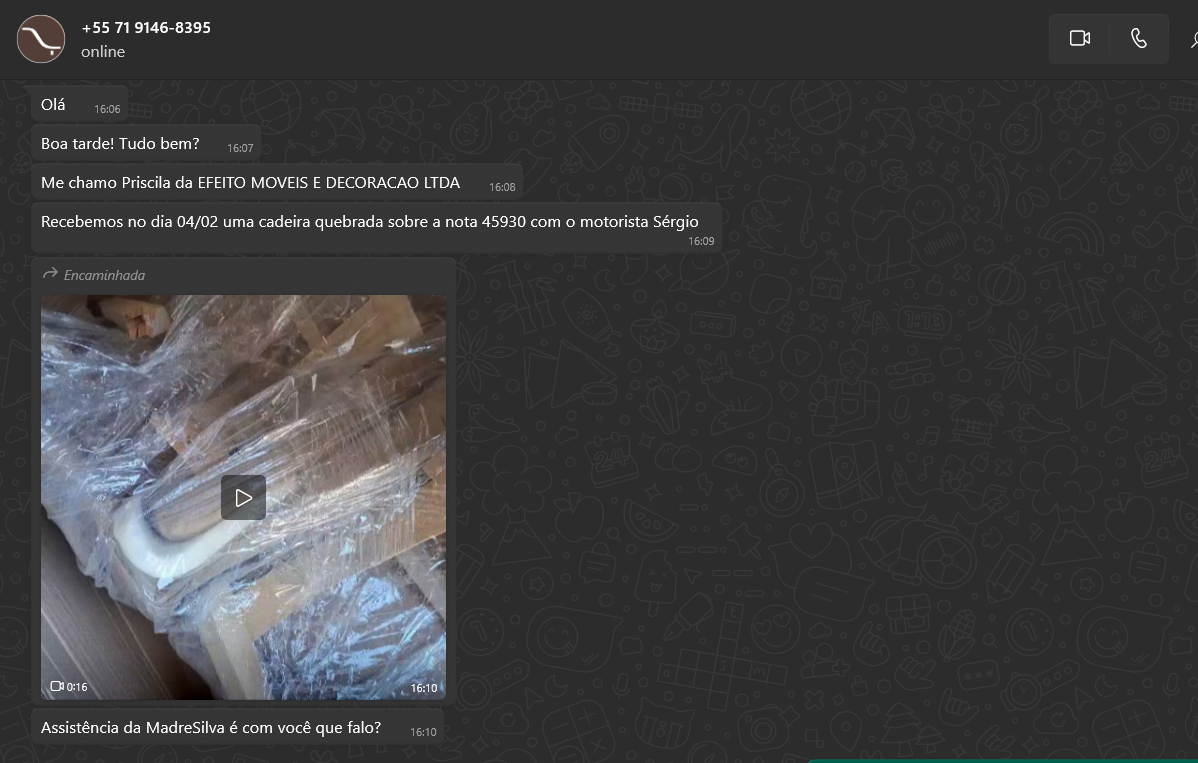 +55 71 9146-8395
online
Olá
16:06
Boa tarde! Tudo bem?
16:07
Me chamo Priscila da EFEITO MOVEIS E DECORACAO LTDA
16:08
Recebemos no dia 04/02 uma cadeira quebrada sobre a nota 45930 com o motorista Sérgio
16:09
Encaminhada
0:16
16:10
Assistência da MadreSilva é com você que falo?
16:10